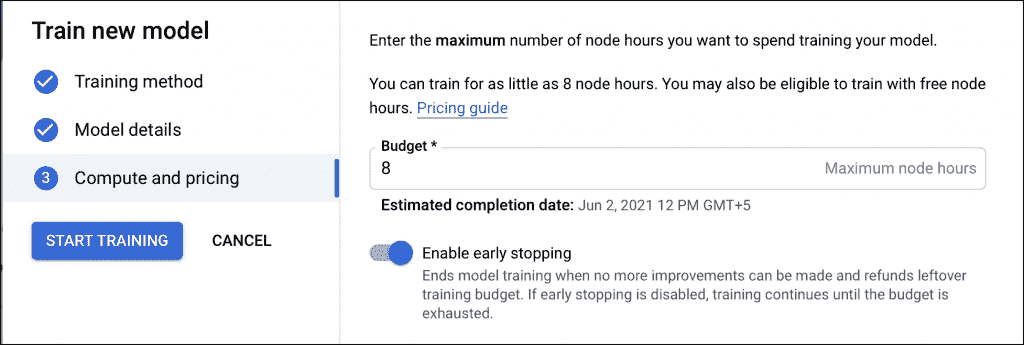 Train new model
Training method
Model details
3 Compute and pricing
START TRAINING CANCEL
Enter the maximum number of node hours you want to spend training your model.
You can train for as little as 8 node hours. You may also be eligible to train with free node
hours. Pricing guide
Budget *
8 Maximum node hours
Estimated completion date: Jun 2, 2021 12 PM GMT+5
Enable early stopping
Ends model training when no more improvements can be made and refunds leftover
training budget. If early stopping is disabled, training continues until the budget is
exhausted.